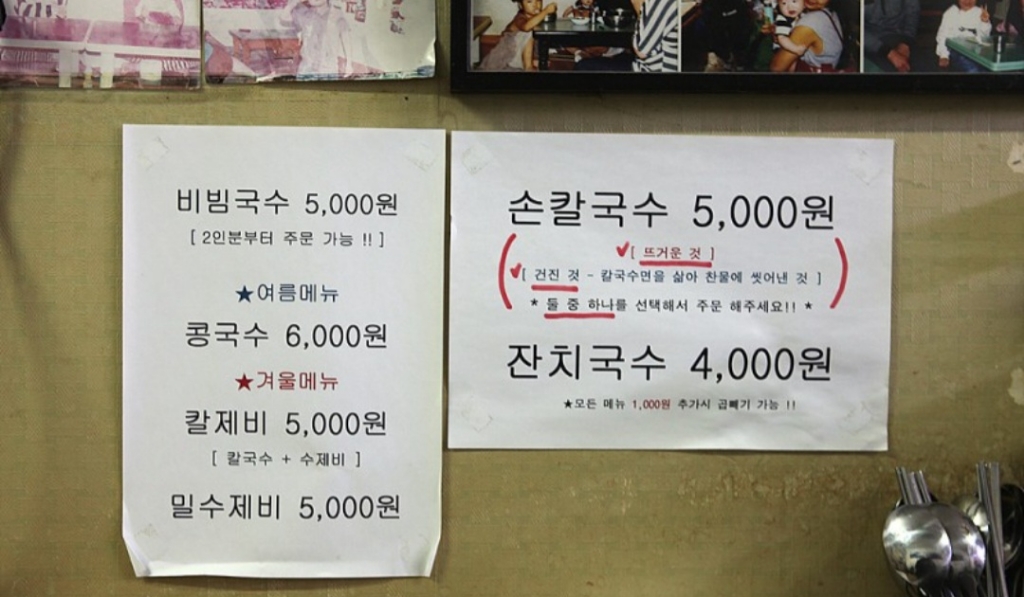 비빔국수 5,000원
[ 2인분부터 주문 가능 !! ]
★여름메뉴
콩국수 6,000원
★겨울메뉴
칼제비 5,000원
[ 칼국수 + 수제비 ]
밀수제비 5,000원
손칼국수 5,000원
[ 뜨거운 것 ]
[ 건진 것 - 칼국수면을 삶아 찬물에 씻어낸 것 ]
* 둘 중 하나를 선택해서 주문 해주세요!! ★
잔치국수 4,000원
★모든 메뉴 1,000원 추가시 곱빼기 가능 !!